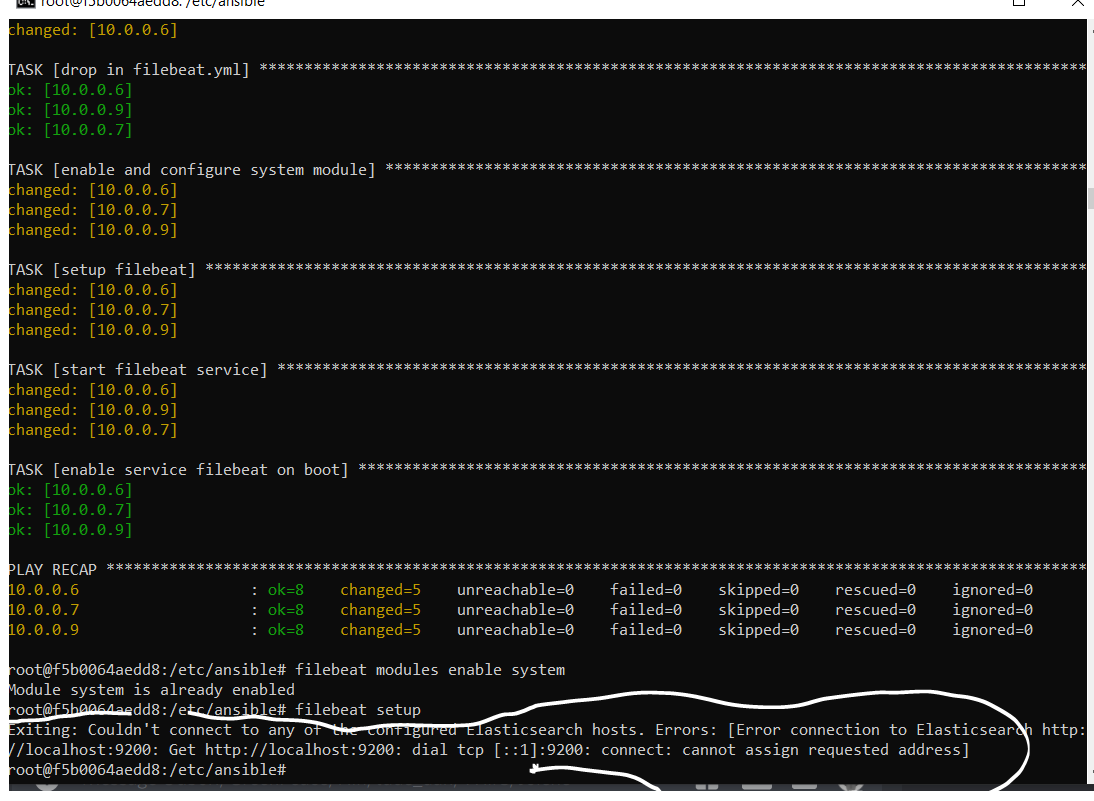 root@f5b0064aedd8: /etc/ansible
changed: [10.0.0.6]
TASK [drop in filebeat.yml] ********************************************************************************************
ok: [10.0.0.6]
ok: [10.0.0.9]
ok: [10.0.0.7]
TASK [enable and configure system module] ******************************************************************************
changed: [10.0.0.6]
changed: [10.0.0.7]
changed: [10.0.0.9]
TASK [setup filebeat] **************************************************************************************************
changed: [10.0.0.6]
changed: [10.0.0.7]
changed: [10.0.0.9]
TASK [start filebeat service] ******************************************************************************************
changed: [10.0.0.6]
changed: [10.0.0.9]
changed: [10.0.0.7]
TASK [enable service filebeat on boot] *********************************************************************************
ok: [10.0.0.6]
ok: [10.0.0.7]
ok: [10.0.0.9]
PLAY RECAP *************************************************************************************************************
10.0.0.6 : ok=8 changed=5 unreachable=0 failed=0 skipped=0 rescued=0 ignored=0
10.0.0.7 : ok=8 changed=5 unreachable=0 failed=0 skipped=0 rescued=0 ignored=0
10.0.0.9 : ok=8 changed=5 unreachable=0 failed=0 skipped=0 rescued=0 ignored=0
root@f5b0064aedd8:/etc/ansible# filebeat modules enable system
Module system is already enabled
root@f5b0064aedd8:/etc/ansible# filebeat setup
Exiting: Couldn't connect to any of the configured Elasticsearch hosts. Errors: [Error connection to Elasticsearch http:
//localhost:9200: Get http://localhost:9200: dial tcp [::1]:9200: connect: cannot assign requested address]
root@f5b0064aedd8:/etc/ansible#